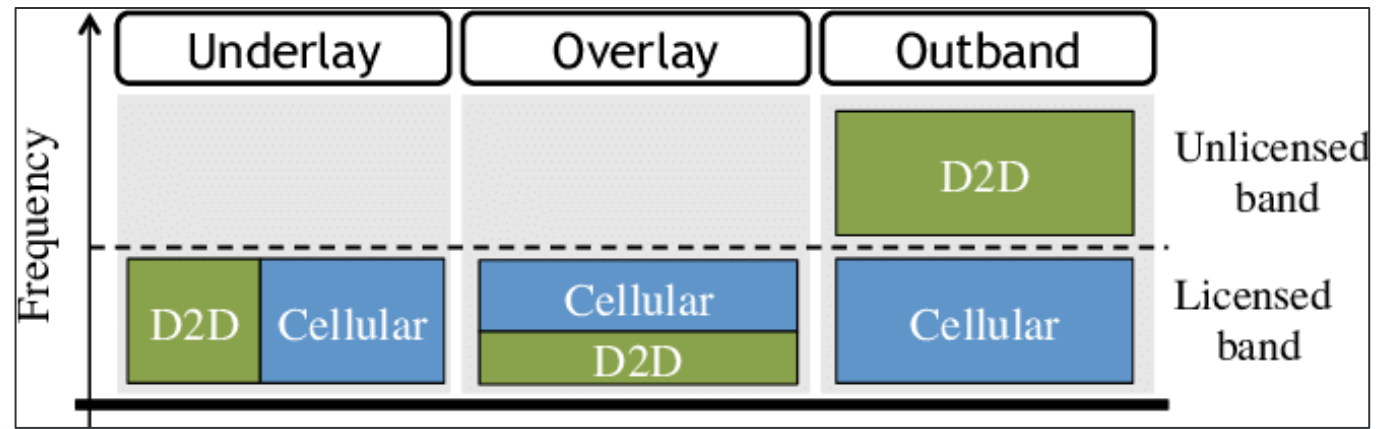 Underlay
Overlay
Outband
Frequency
D2D
Unlicensed
band
D2D
Cellular
Cellular
D2D
Cellular
Licensed
band